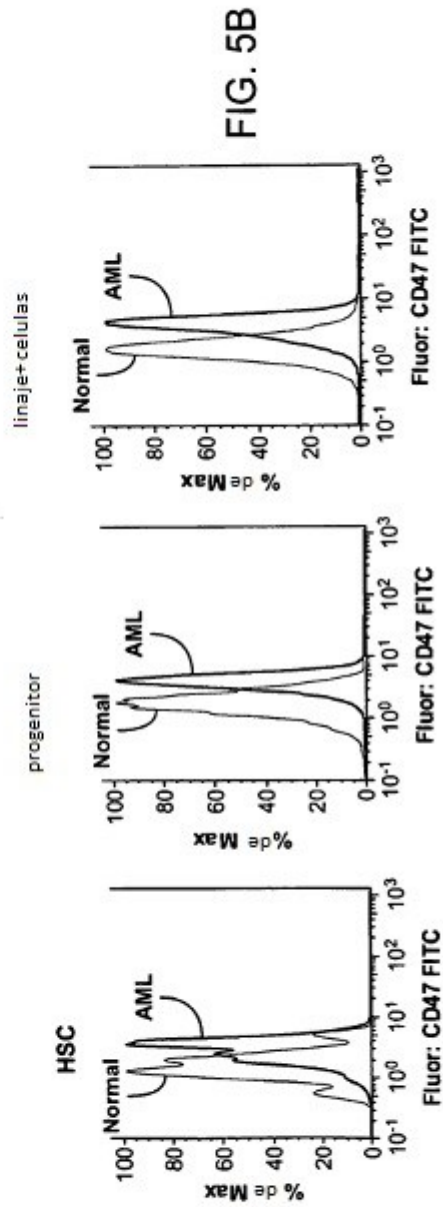 HSC
Normal
AML
100
80
60
40
20
0
% de Max
10-1
100
101
102
103
Fluor: CD47 FITC
progenitor
Normal
AML
100
80
60
40
20
0
% de Max
10-1
100
101
102
103
Fluor: CD47 FITC
linaje+celulas
Normal
AML
100
80
60
40
20
0
% de Max
10-1
100
101
102
103
Fluor: CD47 FITC
FIG. 5B